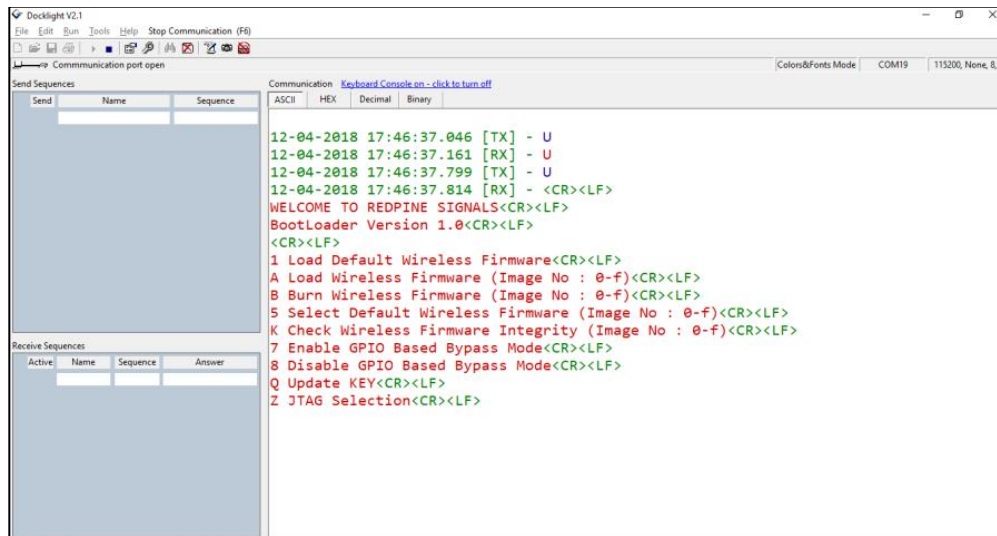 Docklight V2.1
File Edit Run Tools Help Stop Communication (F6)
Commmunication port open
Colors&Fonts Mode COM19 115200, None, 8,
Send Sequences
Send Name Sequence
Communication Keyboard Console on - click to turn off
ASCII HEX Decimal Binary
12-04-2018 17:46:37.046 [TX] - U
12-04-2018 17:46:37.161 [RX] - U
12-04-2018 17:46:37.799 [TX] - U
12-04-2018 17:46:37.814 [RX] - <CR><LF>
WELCOME TO REDPINE SIGNALS<CR><LF>
BootLoader Version 1.0<CR><LF>
<CR><LF>
1 Load Default Wireless Firmware<CR><LF>
A Load Wireless Firmware (Image No : 0-f)<CR><LF>
B Burn Wireless Firmware (Image No : 0-f)<CR><LF>
5 Select Default Wireless Firmware (Image No : 0-f)<CR><LF>
K Check Wireless Firmware Integrity (Image No : 0-f)<CR><LF>
7 Enable GPIO Based Bypass Mode<CR><LF>
8 Disable GPIO Based Bypass Mode<CR><LF>
Q Update KEY<CR><LF>
Z JTAG Selection<CR><LF>
Receive Sequences
Active Name Sequence Answer